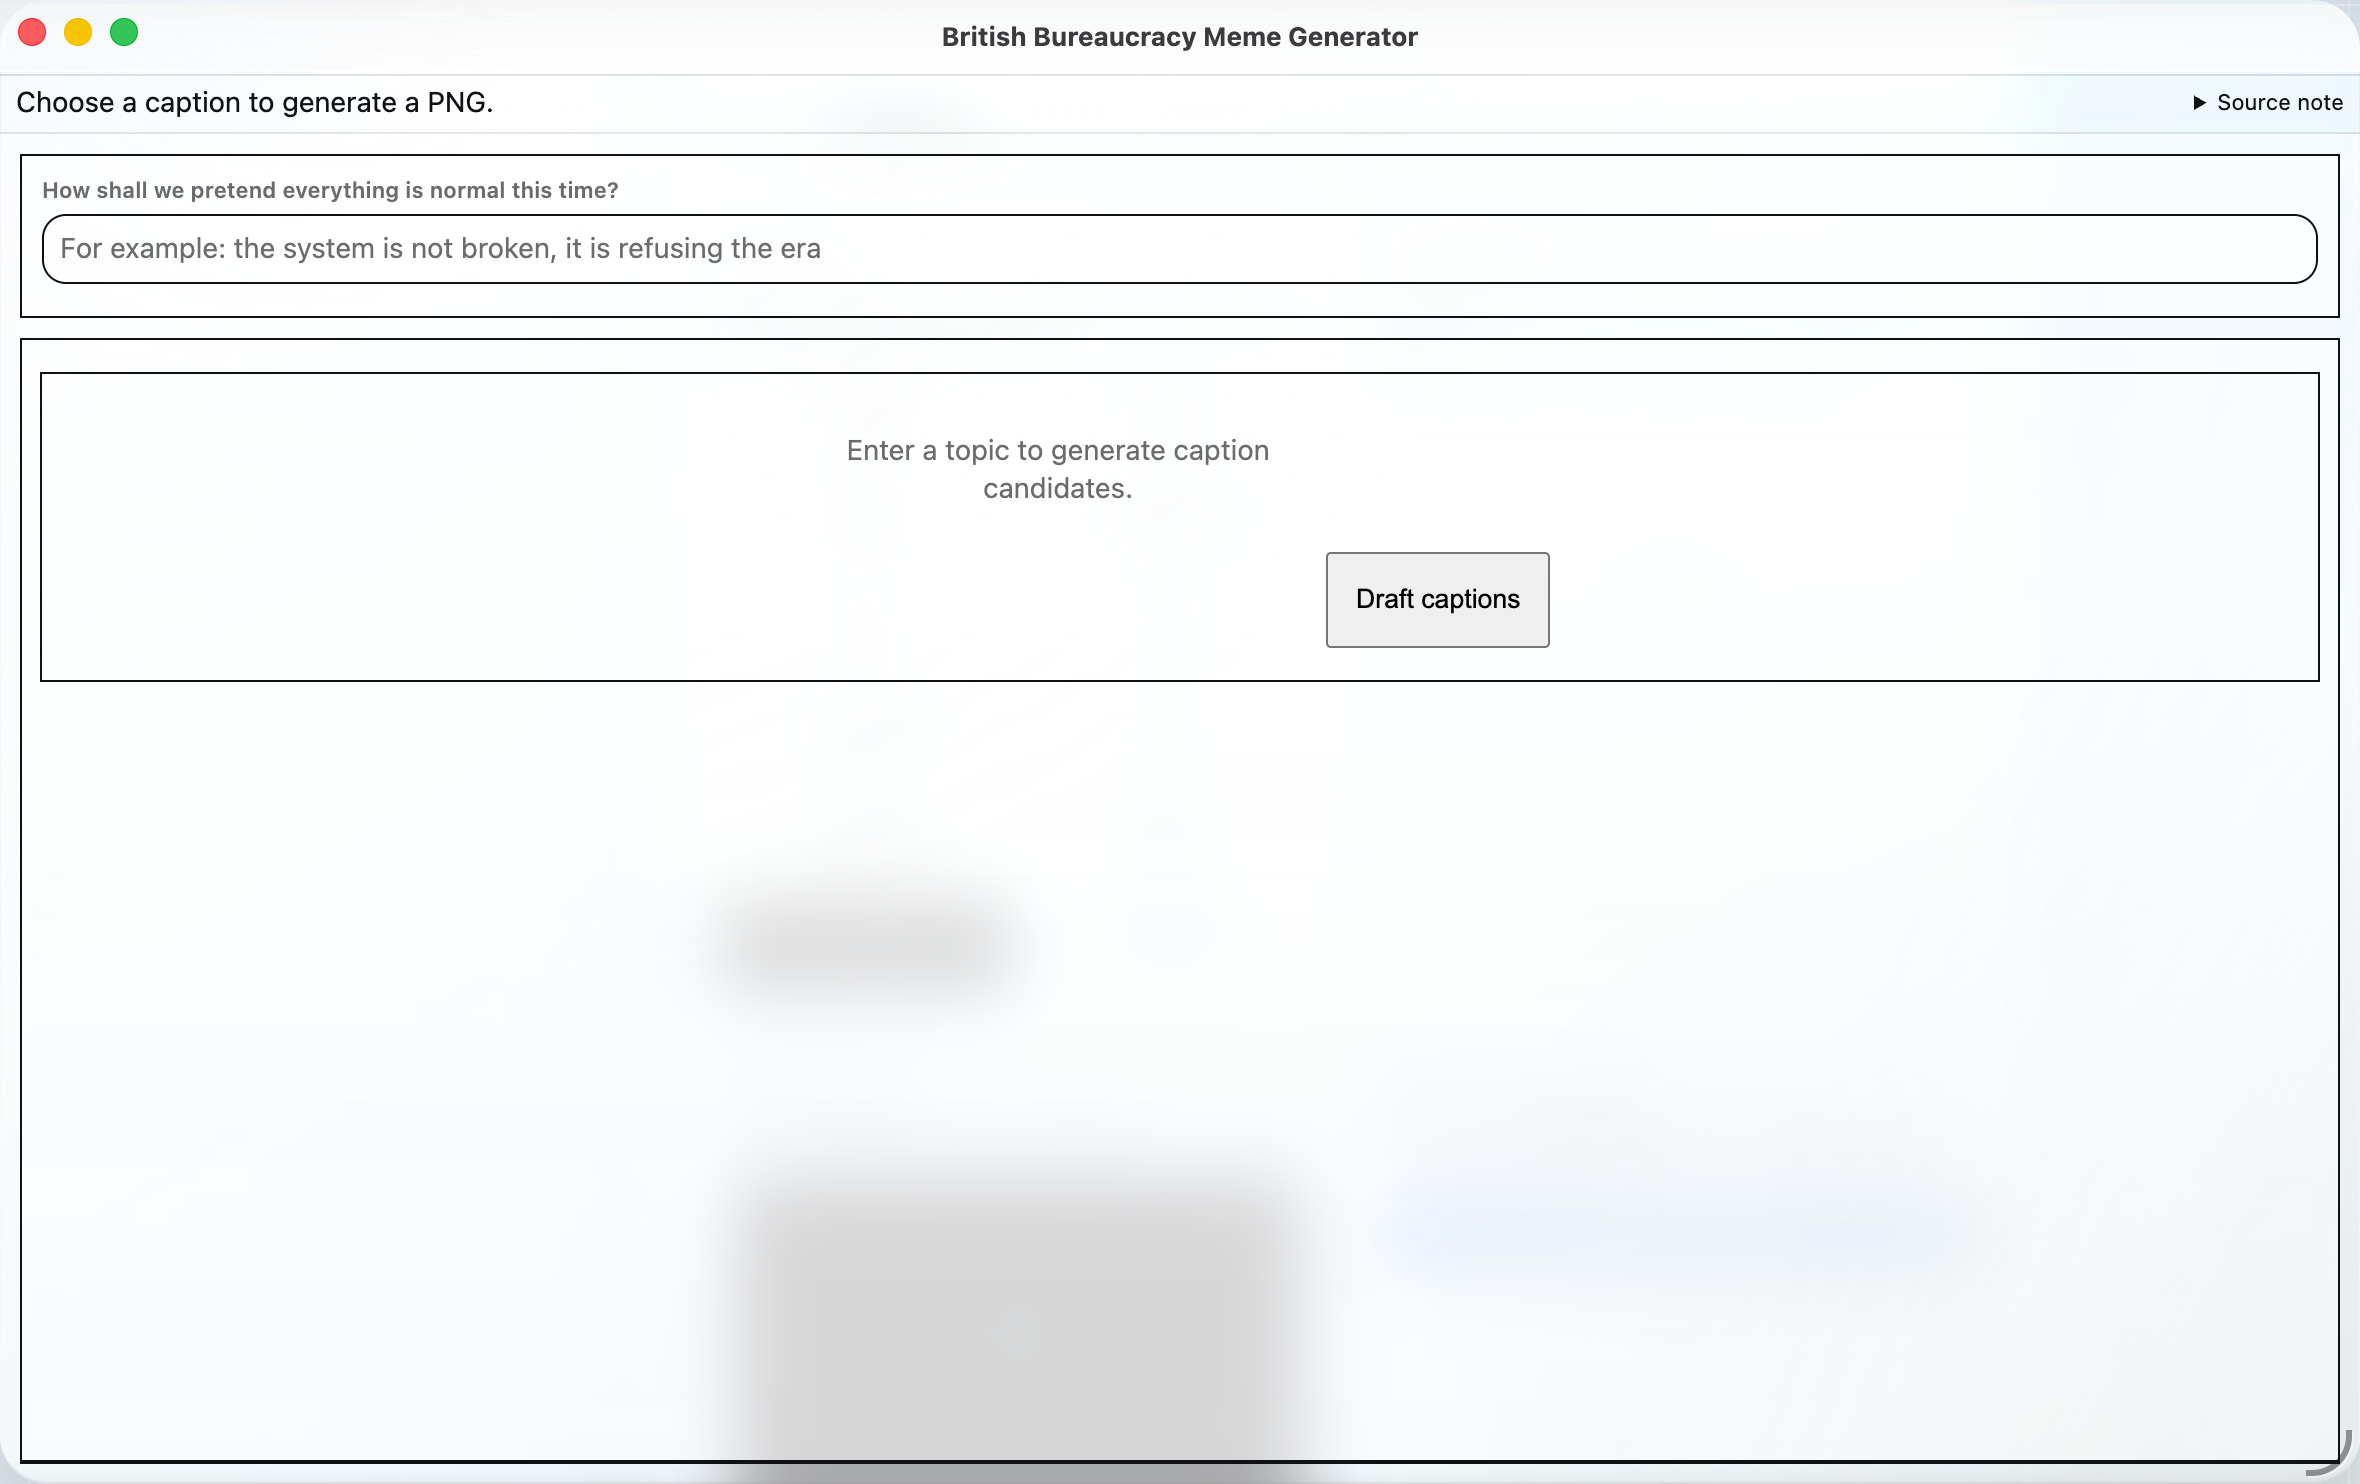 British Bureaucracy Meme Generator
Choose a caption to generate a PNG.
Source note
How shall we pretend everything is normal this time?
For example: the system is not broken, it is refusing the era
Enter a topic to generate caption
candidates.
Draft captions